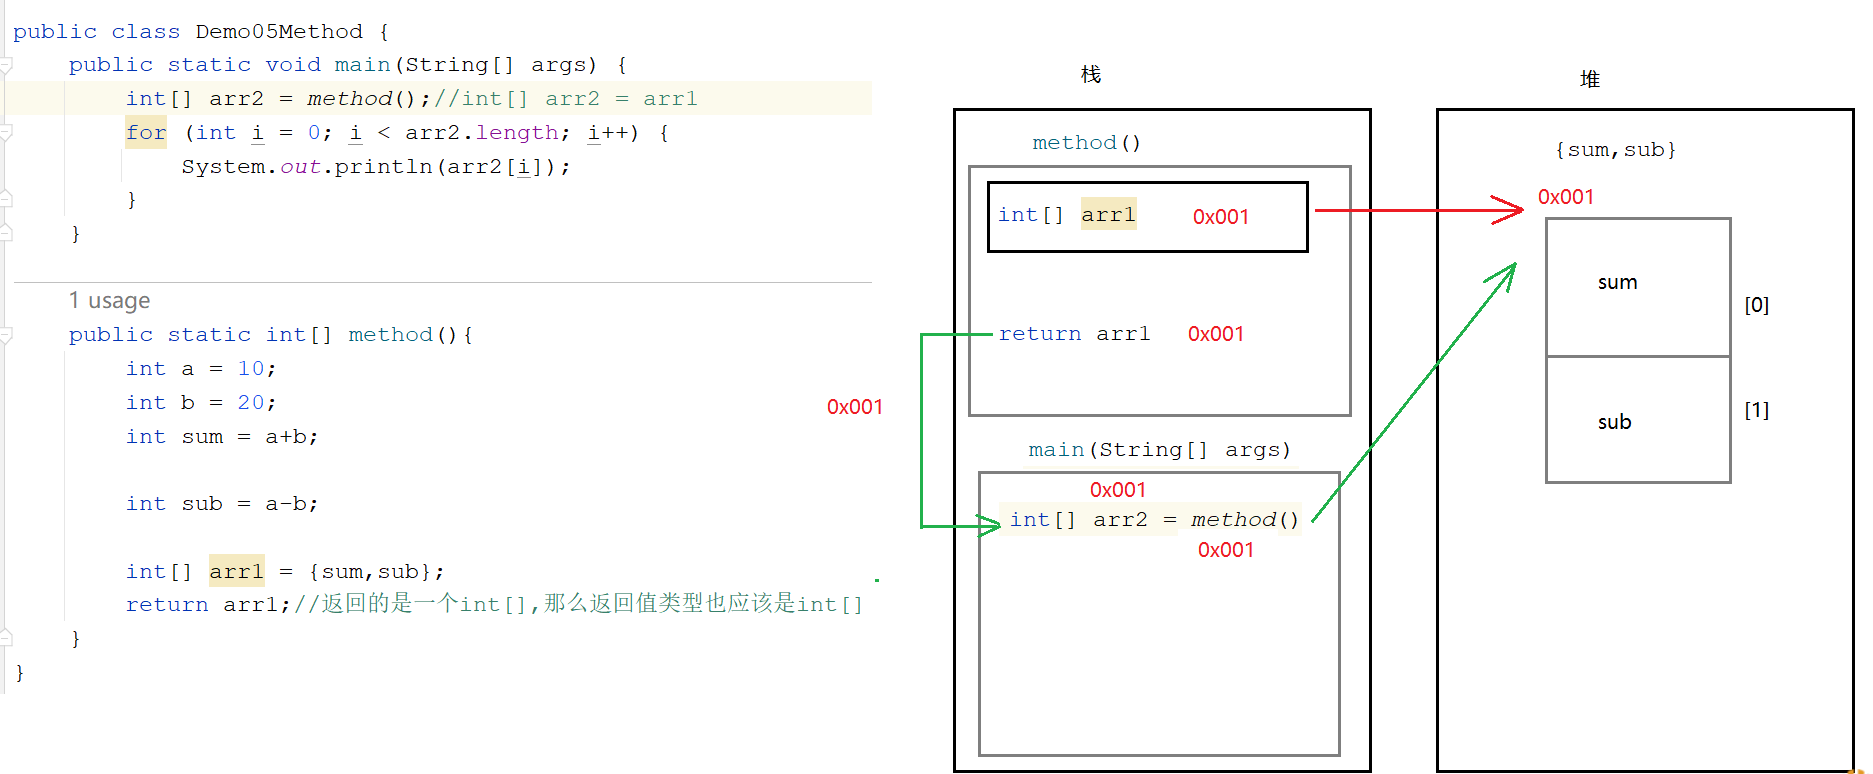 public class Demo05Method {
public static void main(String[] args) {
int[] arr2 = method();//int[] arr2 = arr1
for (int i = 0; i < arr2.length; i++) {
System.out.println(arr2[i]);
}
}
1 usage
public static int[] method(){
int a = 10;
int b = 20;
int sum = a+b;
int sub = a-b;
int[] arr1 = {sum,sub};
return arr1;//返回的是一个int[],那么返回值类型也应该是int[]
}
}
0x001
栈
method()
int[] arr1 0x001
return arr1 0x001
main(String[] args)
0x001
int[] arr2 = method()
0x001
堆
{sum,sub}
0x001
sum
[0]
sub
[1]